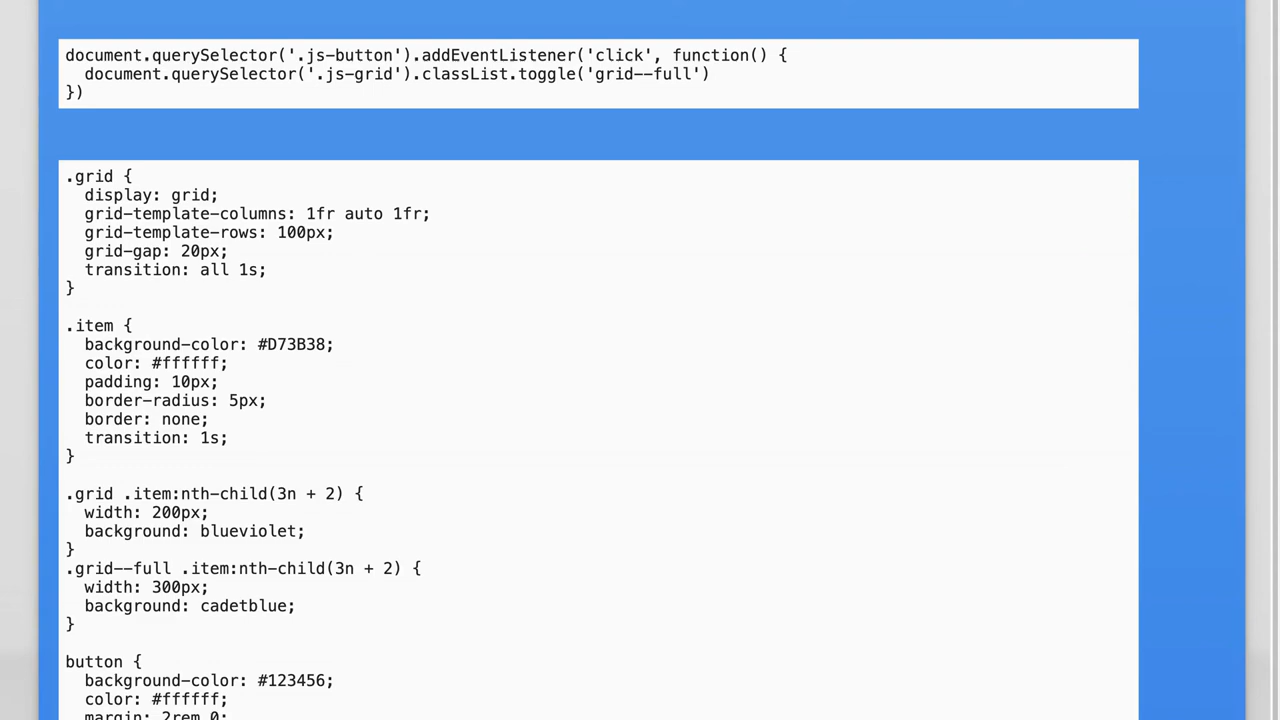 document.querySelector('.js-button').addEventListener('click', function() {
  document.querySelector('.js-grid').classList.toggle('grid--full')
})
.grid {
  display: grid;
  grid-template-columns: 1fr auto 1fr;
  grid-template-rows: 100px;
  grid-gap: 20px;
  transition: all 1s;
}
.item {
  background-color: #D73B38;
  color: #ffffff;
  padding: 10px;
  border-radius: 5px;
  border: none;
  transition: 1s;
}
.grid .item:nth-child(3n + 2) {
  width: 200px;
  background: blueviolet;
}
.grid--full .item:nth-child(3n + 2) {
  width: 300px;
  background: cadetblue;
}
button {
  background-color: #123456;
  color: #ffffff;
  margin: 2rem 0;